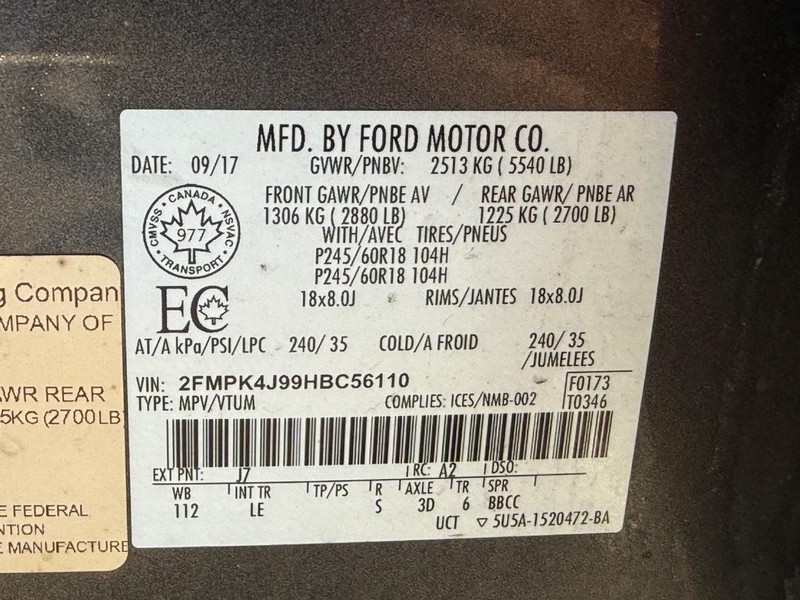 MFD. BY FORD MOTOR CO.
DATE: 09/17 GVWR/PNBV: 2513 KG ( 5540 LB)
FRONT GAWR/PNBE AV / REAR GAWR/ PNBE AR
1306 KG ( 2880 LB) 1225 KG ( 2700 LB)
WITH/AVEC TIRES/PNEUS
P245/60R18 104H
P245/60R18 104H
18x8.0J RIMS/JANTES 18x8.0J
CMVSS · CANADA · NSVAC
977
· TRANSPORT ·
EC
AT/A kPa/PSI/LPC 240/ 35 COLD/A FROID 240/ 35
/JUMELEES
VIN: 2FMPK4J99HBC56110 F0173
TYPE: MPV/VTUM COMPLIES: ICES/NMB-002 T0346
EXT PNT: J7 RC: A2 DSO:
WB INT TR TP/PS R AXLE TR SPR
112 LE S 3D 6 BBCC
UCT ▽ 5U5A-1520472-BA
g Compan
MPANY OF
AWR REAR
5KG (2700LB
E FEDERAL
NTION
E MANUFACTURE